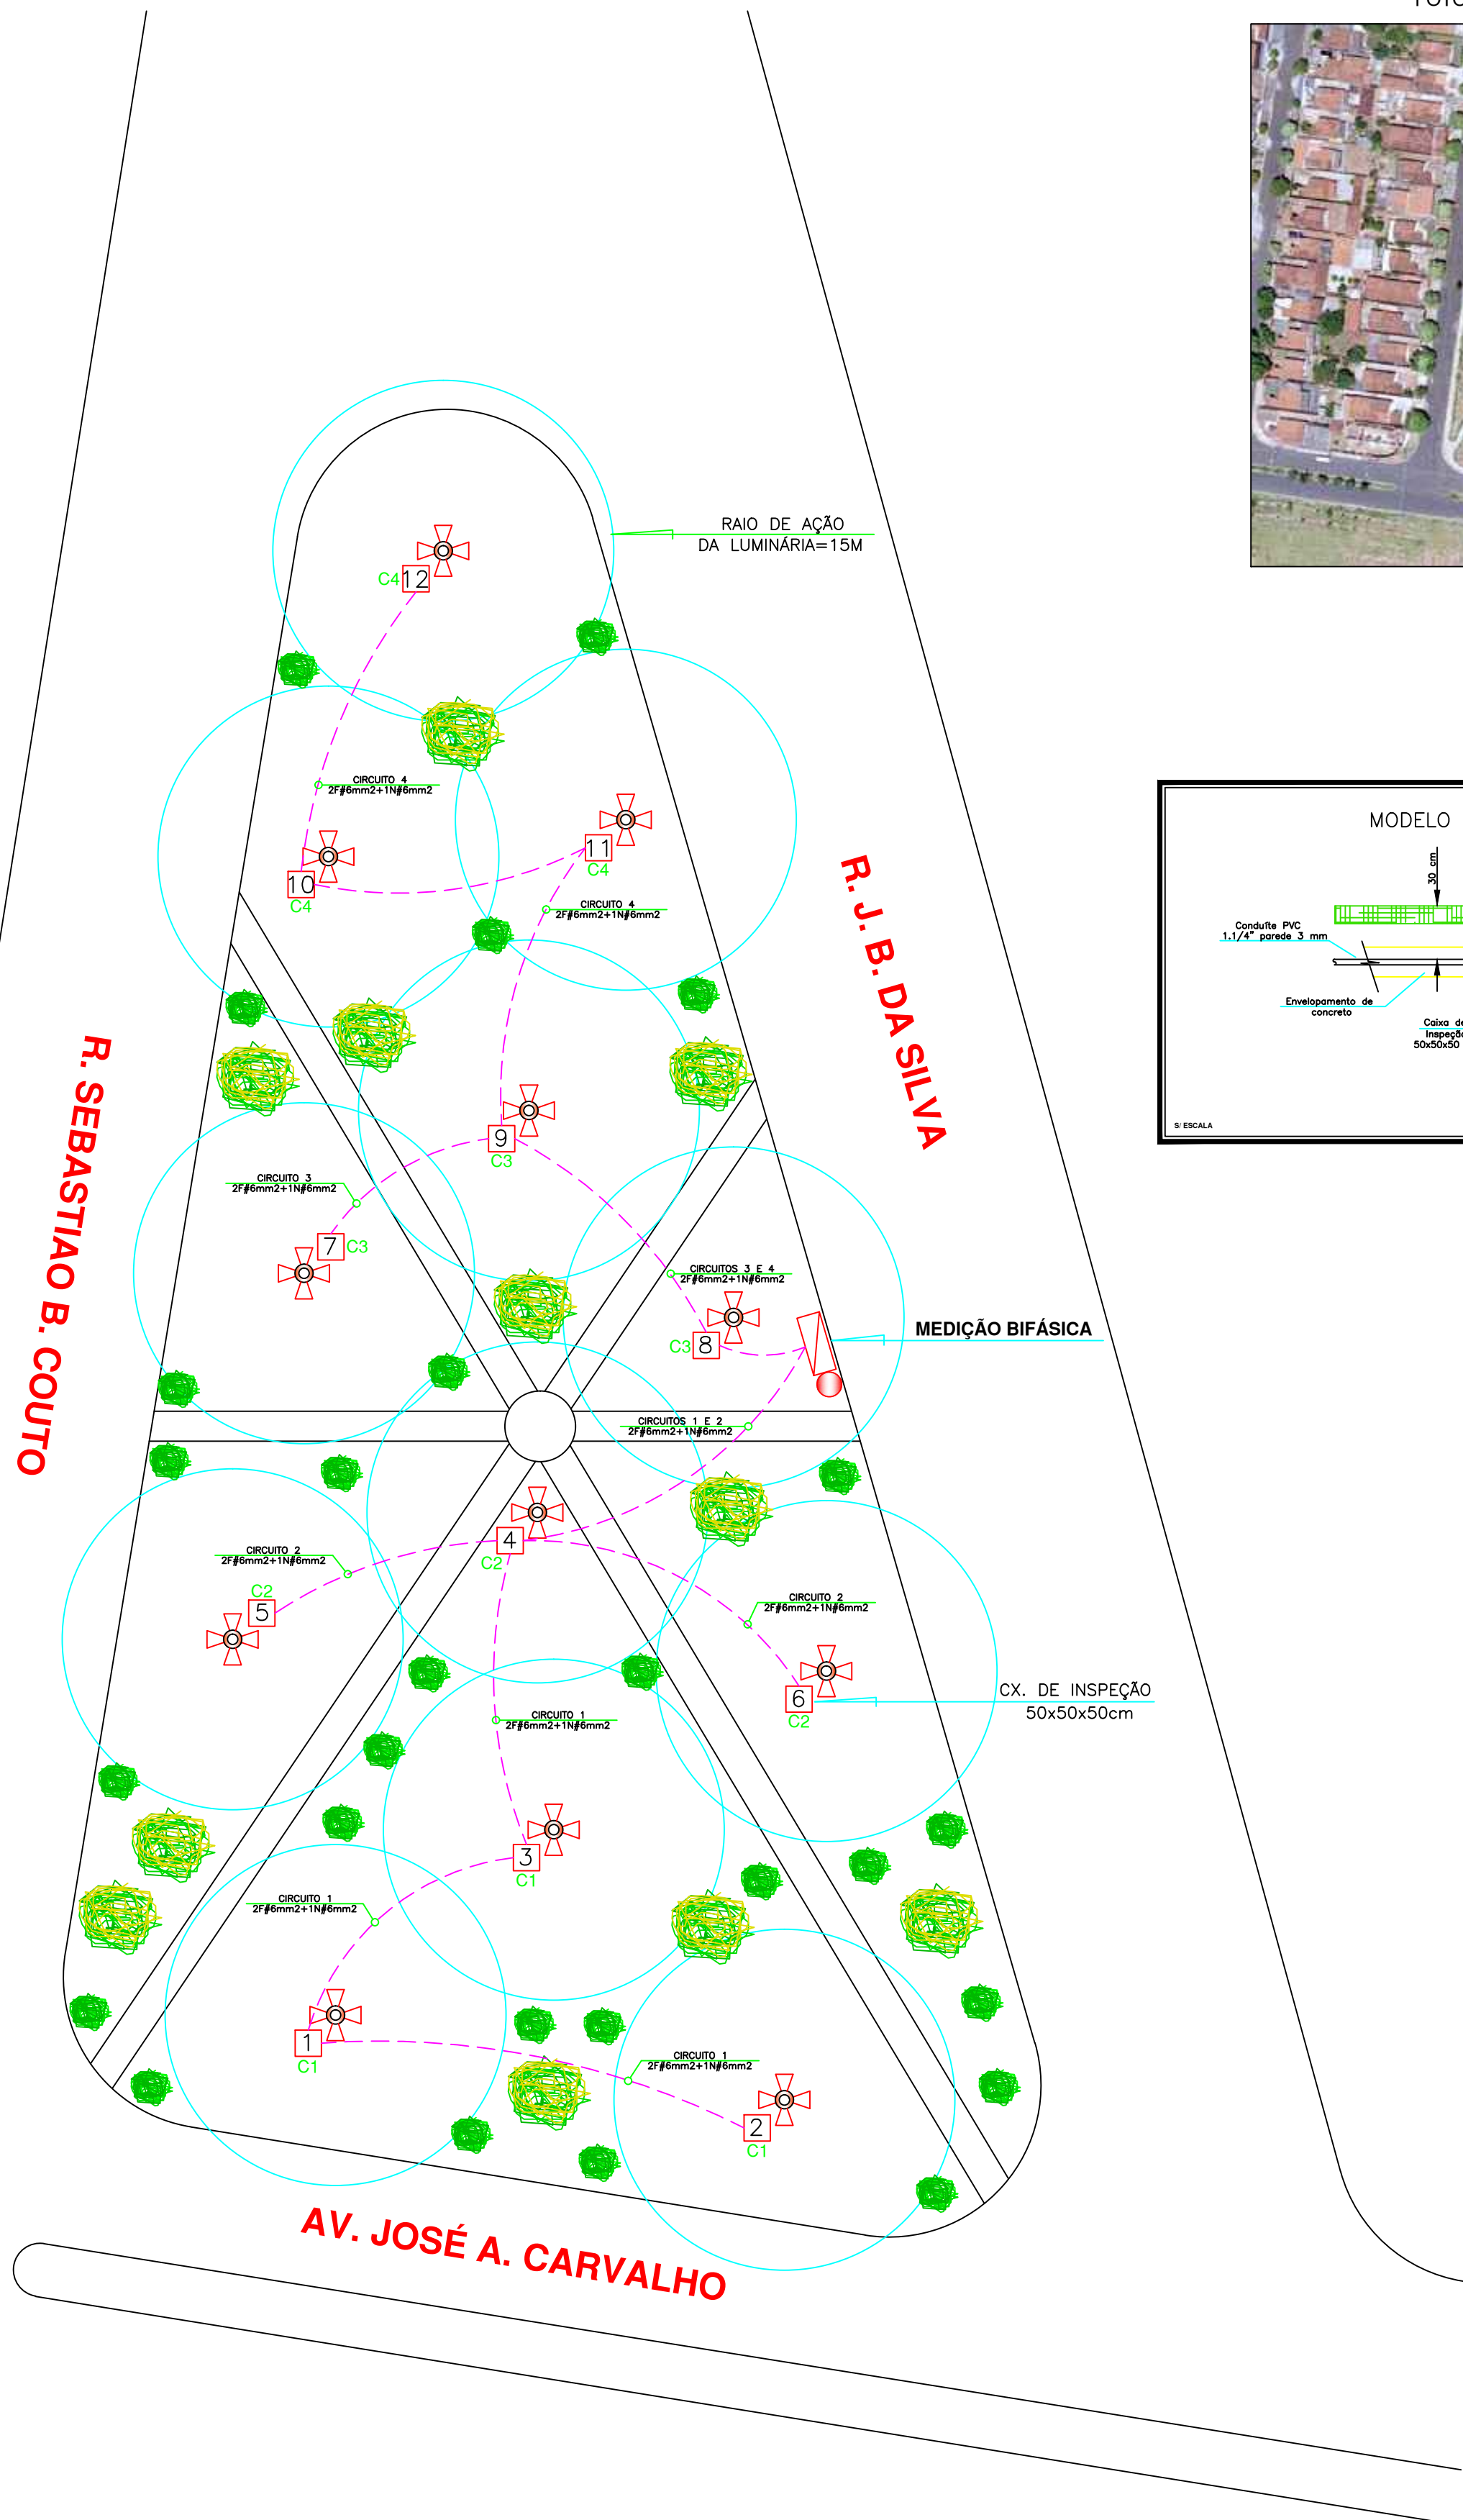 RAIO DE AÇÃO
DA LUMINÁRIA=15M
C4
12
CIRCUITO 4
2F#6mm2+1N#6mm2
11
C4
10
C4
CIRCUITO 4
2F#6mm2+1N#6mm2
MODELO
30 cm
Conduíte PVC
1.1/4" parede 3 mm
Envelopamento de
concreto
Caixa de
Inspeção
50x50x50
S/ ESCALA
R. J. B. DA SILVA
R. SEBASTIAO B. COUTO
9
C3
CIRCUITO 3
2F#6mm2+1N#6mm2
7
C3
CIRCUITOS 3 E 4
2F#6mm2+1N#6mm2
C3
8
MEDIÇÃO BIFÁSICA
CIRCUITOS 1 E 2
2F#6mm2+1N#6mm2
4
C2
CIRCUITO 2
2F#6mm2+1N#6mm2
C2
5
CIRCUITO 2
2F#6mm2+1N#6mm2
6
C2
CX. DE INSPEÇÃO
50x50x50cm
CIRCUITO 1
2F#6mm2+1N#6mm2
3
C1
CIRCUITO 1
2F#6mm2+1N#6mm2
1
C1
CIRCUITO 1
2F#6mm2+1N#6mm2
2
C1
AV. JOSÉ A. CARVALHO